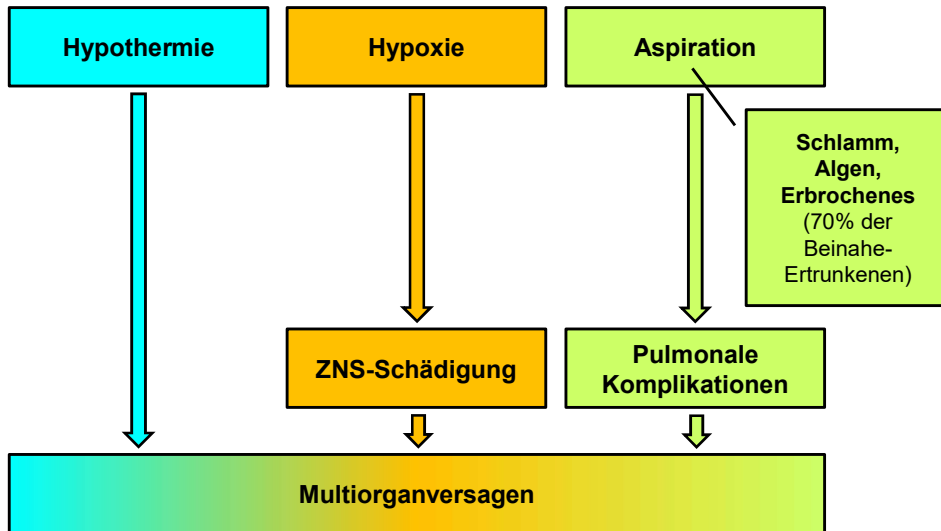 Hypothermie
Hypoxie
Aspiration
Schlamm,
Algen,
Erbrochenes
(70% der
Beinahe-
Ertrunkenen)
ZNS-Schädigung
Pulmonale
Komplikationen
Multiorganversagen